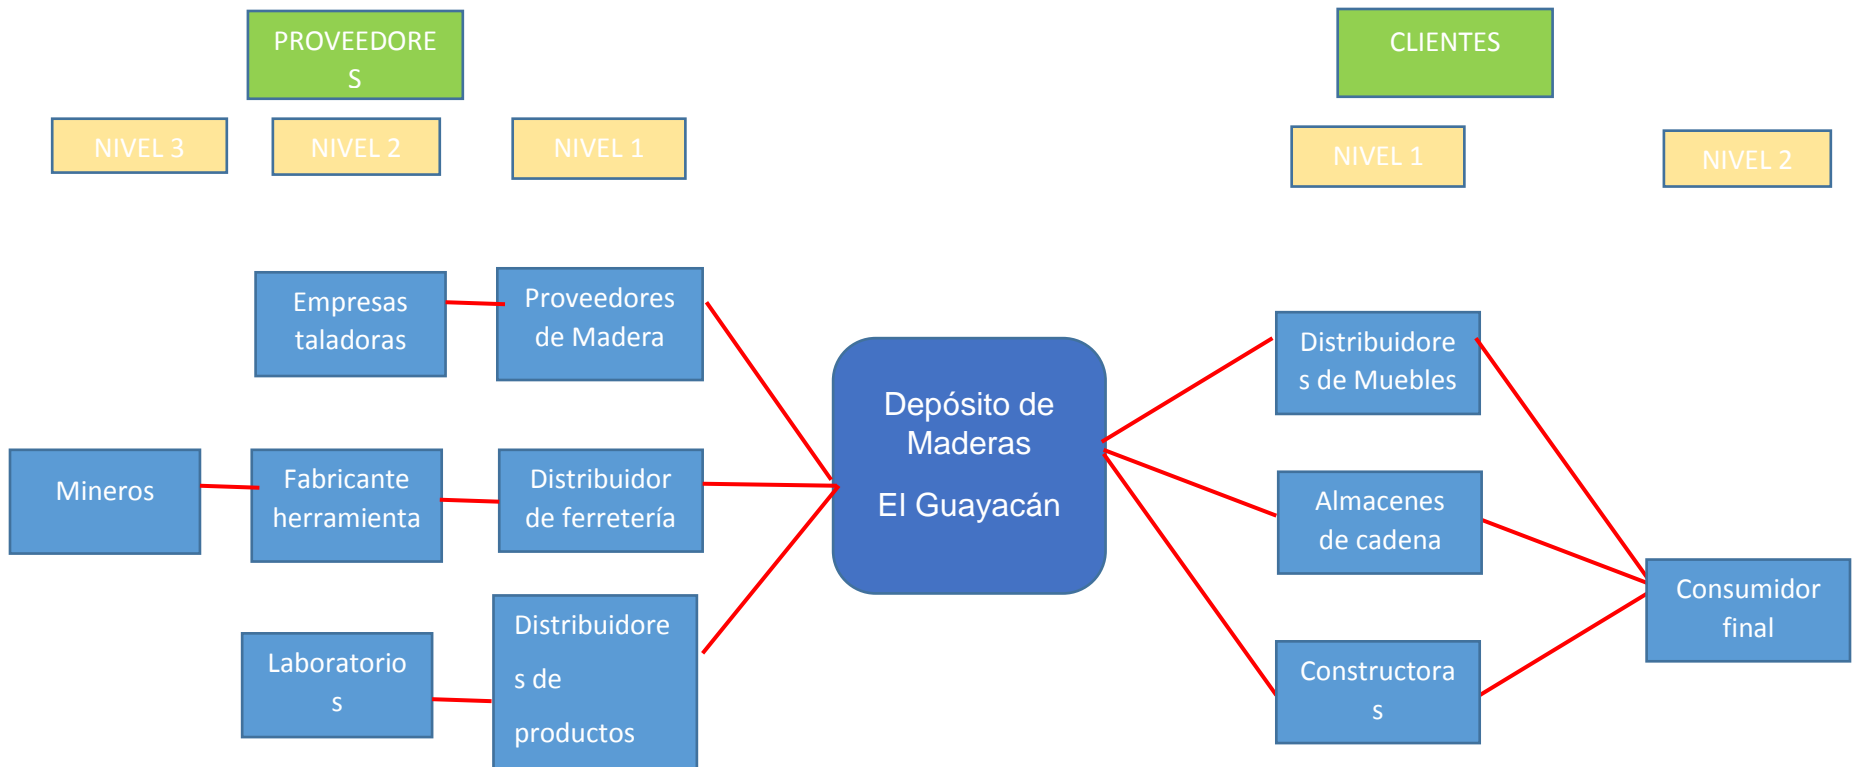 PROVEEDORE
S
CLIENTES
NIVEL 3
NIVEL 2
NIVEL 1
NIVEL 1
NIVEL 2
Empresas
taladoras
Proveedores
de Madera
Mineros
Fabricante
herramienta
Distribuidor
de ferretería
Laboratorio
s
Distribuidore
s de
productos
Depósito de
Maderas
El Guayacán
Distribuidore
s de Muebles
Almacenes
de cadena
Constructora
s
Consumidor
final